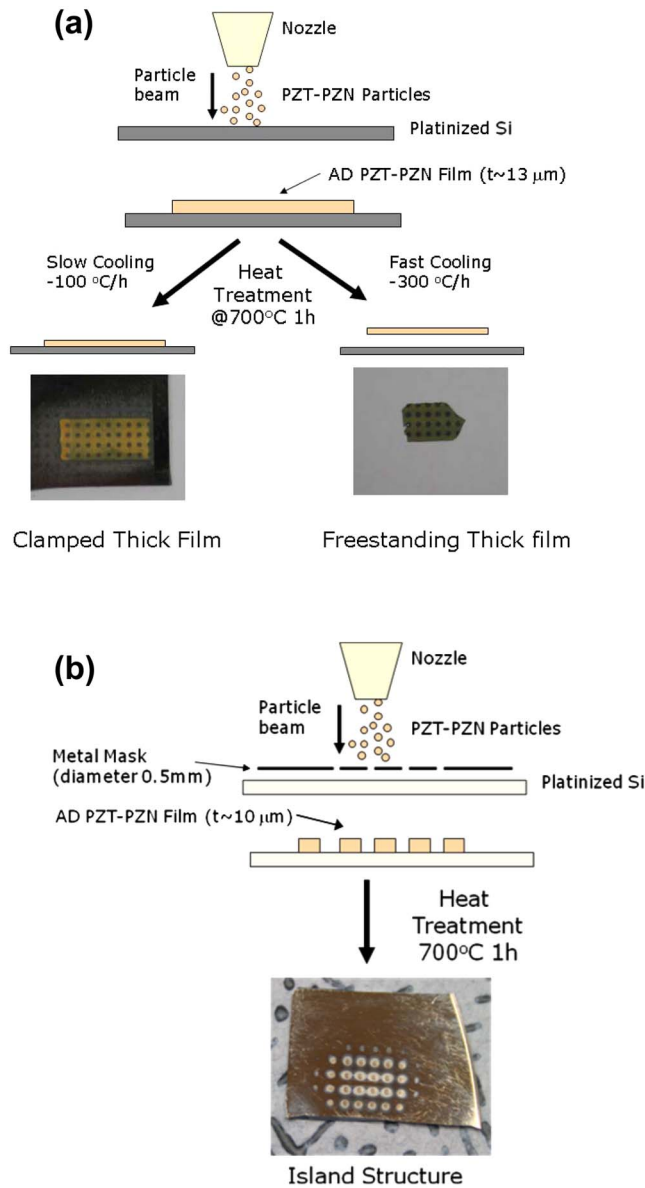 (a)
Nozzle
Particle
beam
PZT-PZN Particles
Platinized Si
AD PZT-PZN Film (t~13 μm)
Slow Cooling
-100 °C/h
Heat
Treatment
@700°C 1h
Fast Cooling
-300 °C/h
Clamped Thick Film
Freestanding Thick film
(b)
Nozzle
Particle
beam
PZT-PZN Particles
Metal Mask
(diameter 0.5mm)
Platinized Si
AD PZT-PZN Film (t~10 μm)
Heat
Treatment
700°C 1h
Island Structure